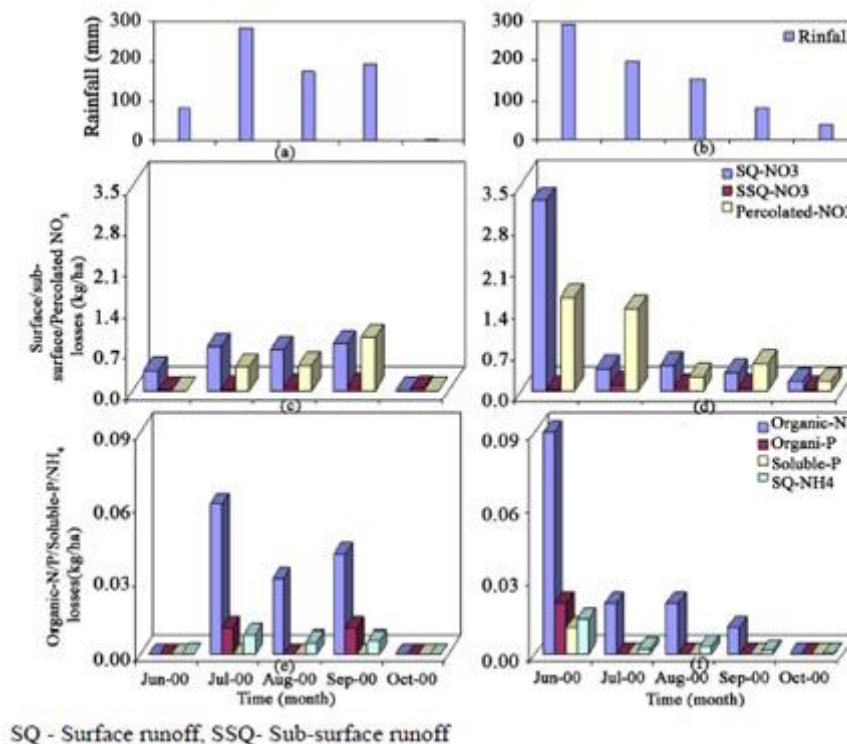 Rainfall (mm)
300
200
100
0
(a)
300
200
100
0
(b)
Rinfall
Surface/sub-
surface/Percolated NO3
losses (kg/ha)
3.5
2.8
2.1
1.4
0.7
0.0
(c)
3.5
2.8
2.1
1.4
0.7
0.0
(d)
SQ-NO3
SSQ-NO3
Percolated-NO3
Organic-N/P/Soluble-P/NH4
losses(kg/ha)
0.09
0.06
0.03
0.00
(e)
Jun-00 Jul-00 Aug-00 Sep-00 Oct-00
Time (month)
0.09
0.06
0.03
0.00
(f)
Organic-N
Organi-P
Soluble-P
SQ-NH4
Jun-00 Jul-00 Aug-00 Sep-00 Oct-00
Time (month)
SQ - Surface runoff, SSQ- Sub-surface runoff